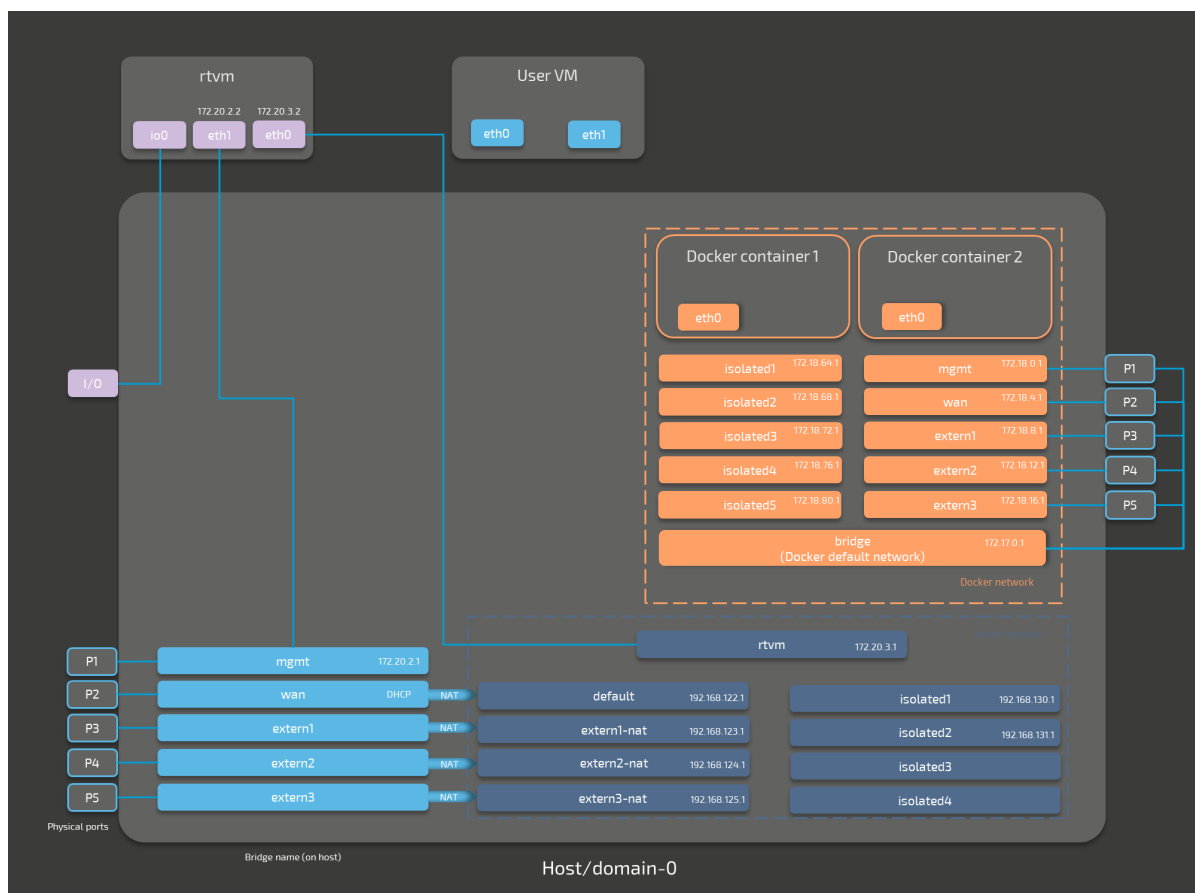 rtvm
User VM
172.20.2.2
172.20.3.2
io0
eth1
eth0
eth0
eth1
Docker container 1
Docker container 2
eth0
eth0
I/O
isolated1 172.18.64.1
mgmt 172.18.0.1
P1
isolated2 172.18.68.1
wan 172.18.4.1
P2
isolated3 172.18.72.1
extern1 172.18.8.1
P3
isolated4 172.18.76.1
extern2 172.18.12.1
P4
isolated5 172.18.80.1
extern3 172.18.16.1
P5
bridge 172.17.0.1
(Docker default network)
Docker network
rtvm 172.20.3.1
P1
mgmt 172.20.2.1
P2
wan DHCP
NAT
default 192.168.122.1
isolated1 192.168.130.1
P3
extern1
NAT
extern1-nat 192.168.123.1
isolated2 192.168.131.1
P4
extern2
NAT
extern2-nat 192.168.124.1
isolated3
P5
extern3
NAT
extern3-nat 192.168.125.1
isolated4
Physical ports
Bridge name (on host)
Host/domain-0